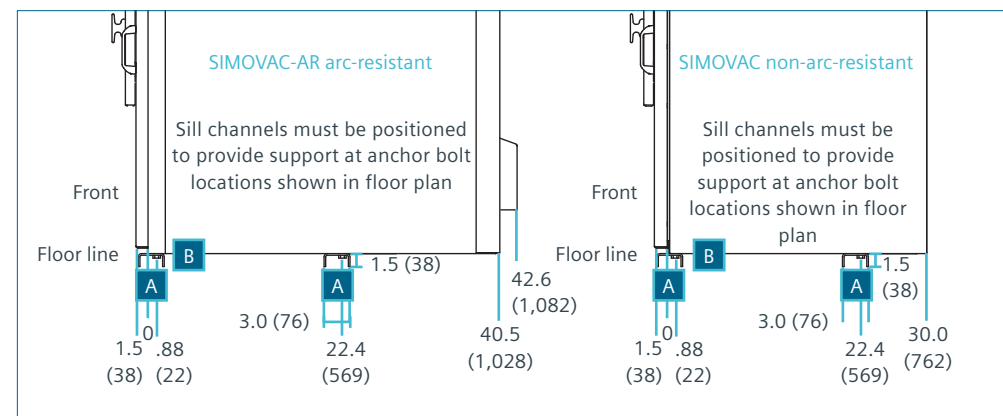 SIMOVAC-AR arc-resistant
Sill channels must be positioned
to provide support at anchor bolt
locations shown in floor plan
Front
Floor line
B
A
A
1.5 (38)
42.6
(1,082)
3.0 (76)
0
1.5
(38)
.88
(22)
22.4
(569)
40.5
(1,028)
SIMOVAC non-arc-resistant
Sill channels must be
positioned to provide
support at anchor bolt
locations shown in floor
plan
Front
Floor line
B
A
A
1.5
(38)
3.0 (76)
0
1.5
(38)
.88
(22)
22.4
(569)
30.0
(762)